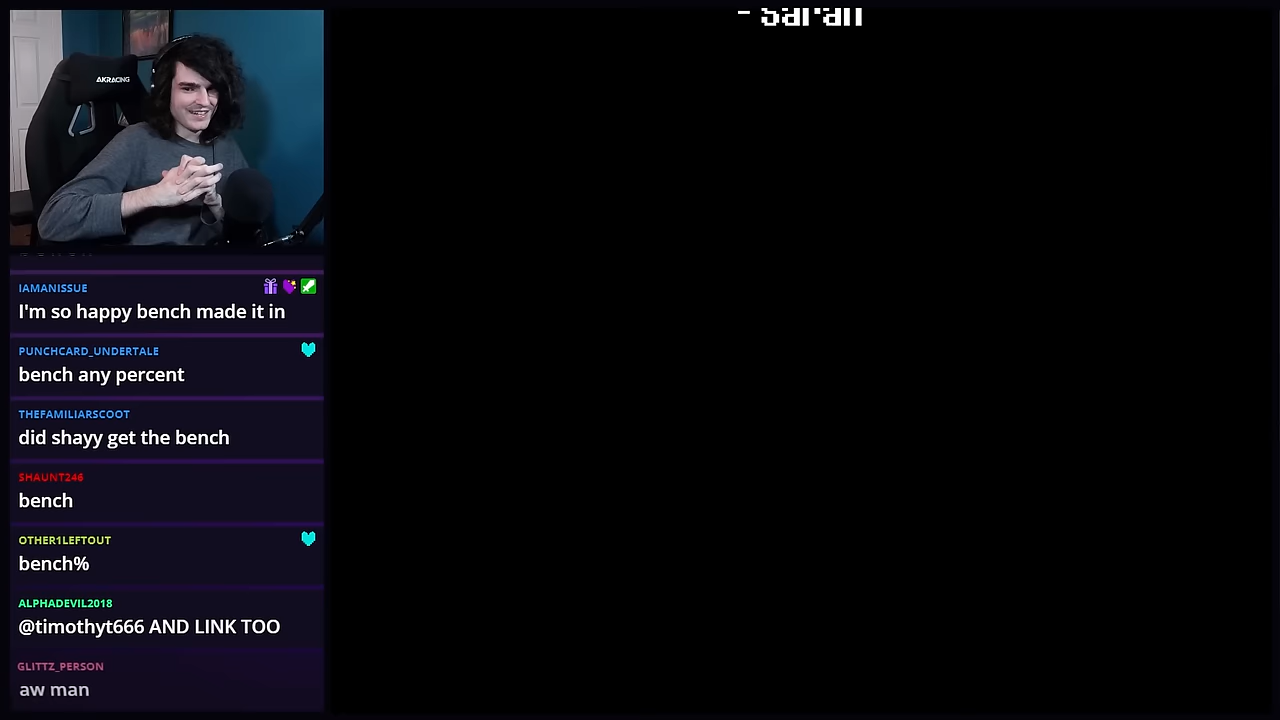 - Sarah
AKRACING
IAMANISSUE
I'm so happy bench made it in
PUNCHCARD_UNDERTALE
bench any percent
THEFAMILIARSCOOT
did shayy get the bench
SHAUNT246
bench
OTHER1LEFTOUT
bench%
ALPHADEVIL2018
@timothyt666 AND LINK TOO
GLITTZ_PERSON
aw man